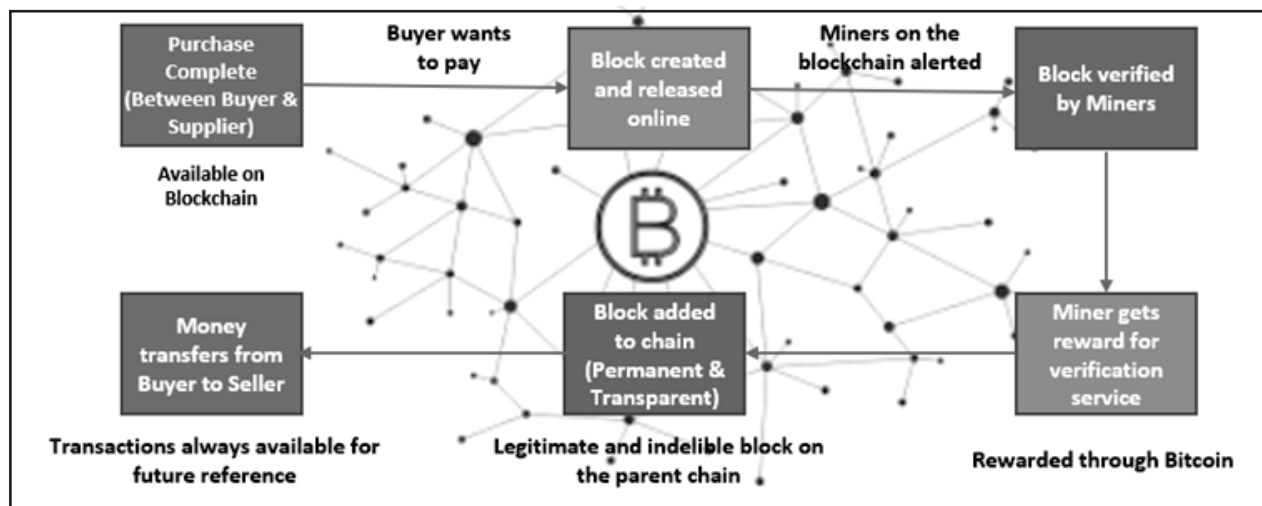 Purchase
Complete
(Between Buyer &
Supplier)
Available on
Blockchain
Buyer wants
to pay
Block created
and released
online
Miners on the
blockchain alerted
Block verified
by Miners
Miner gets
reward for
verification
service
Rewarded through Bitcoin
Block added
to chain
(Permanent &
Transparent)
Legitimate and indelible block on
the parent chain
Money
transfers from
Buyer to Seller
Transactions always available for
future reference